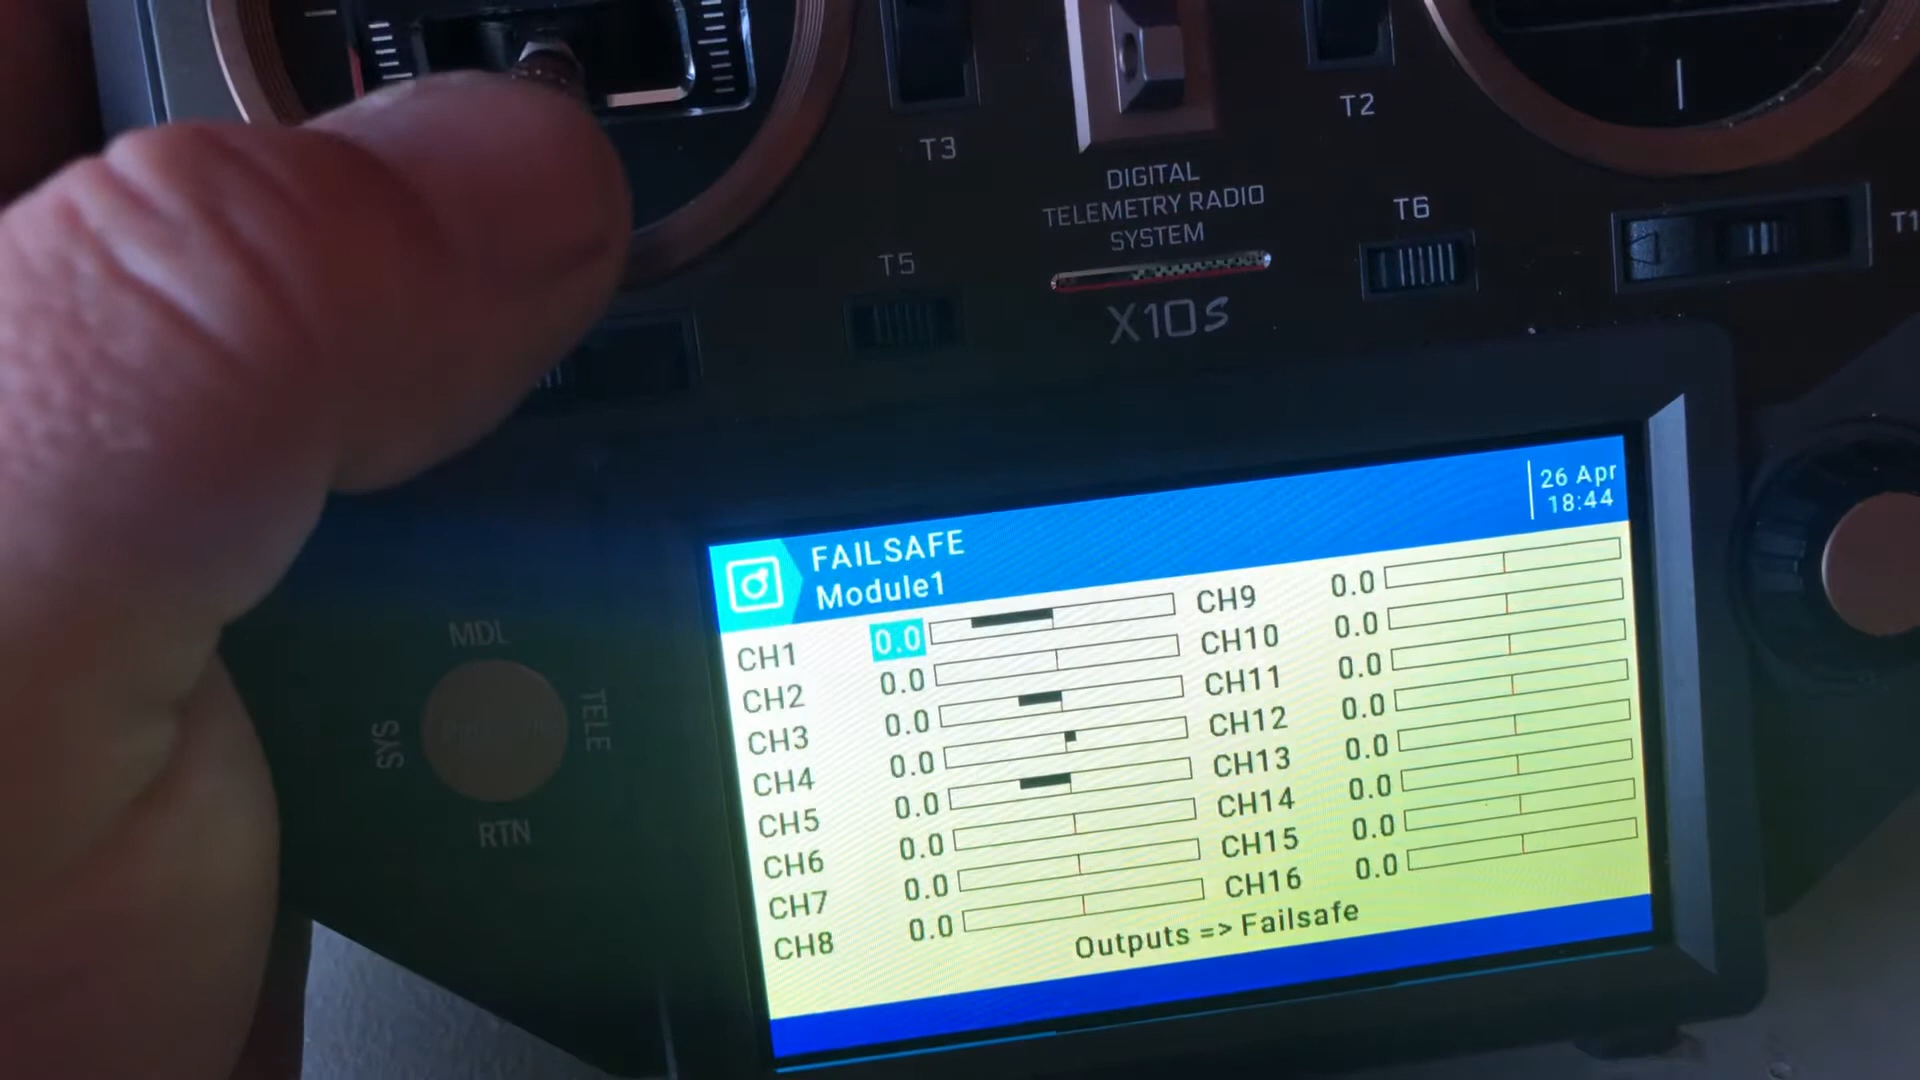 T3
T2
DIGITAL
TELEMETRY RADIO
SYSTEM
T5
T6
T1
X10S
FAILSAFE
Module1
26 Apr
18:44
CH1 0.0
CH2 0.0
CH3 0.0
CH4 0.0
CH5 0.0
CH6 0.0
CH7 0.0
CH8 0.0
CH9 0.0
CH10 0.0
CH11 0.0
CH12 0.0
CH13 0.0
CH14 0.0
CH15 0.0
CH16 0.0
Outputs => Failsafe
MDL
SYS
TELE
RTN